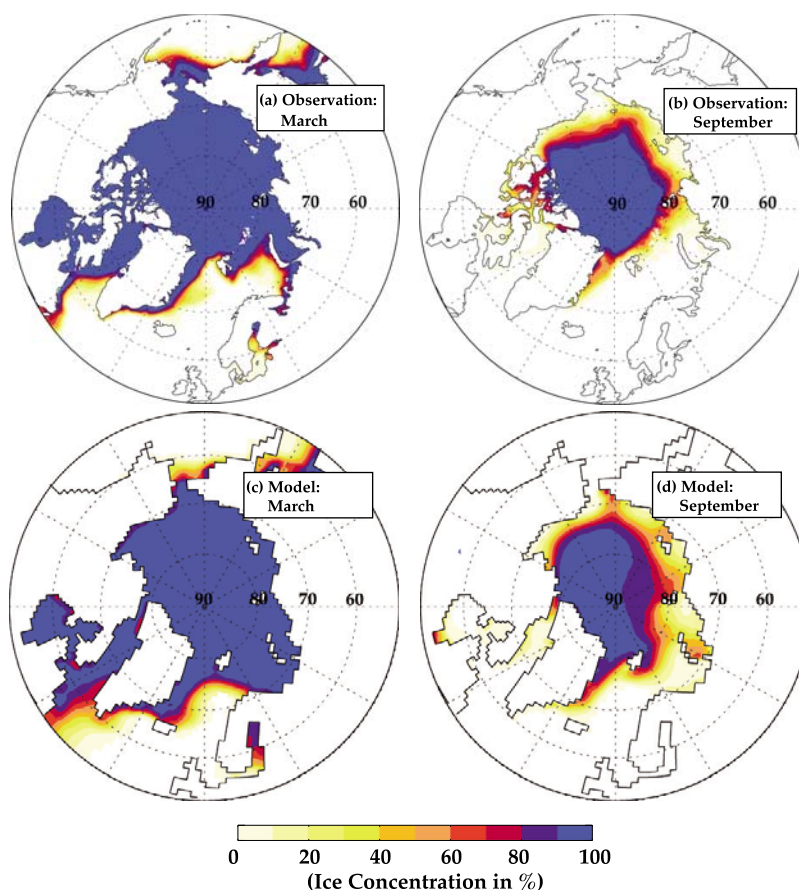 (a) Observation:
March
(b) Observation:
September
90 80 70 60
90 80 70 60
(c) Model:
March
(d) Model:
September
90 80 70 60
90 80 70 60
0 20 40 60 80 100
(Ice Concentration in %)